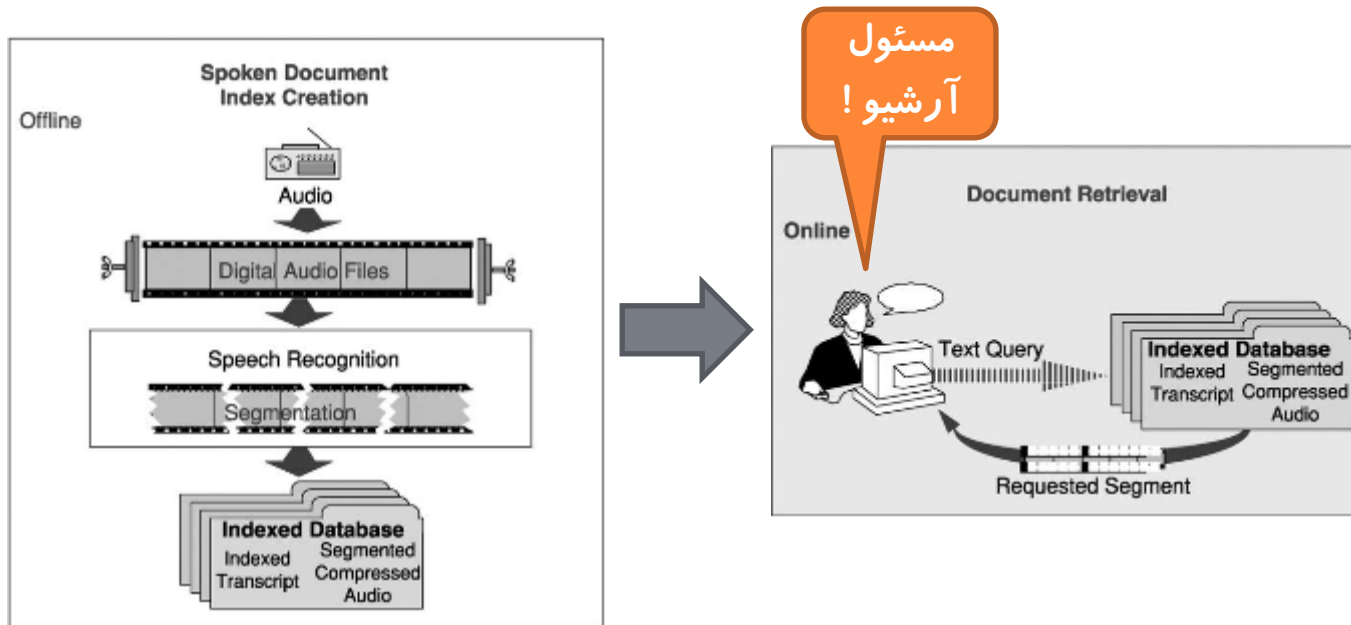 Spoken Document
Index Creation
Offline
Audio
Digital Audio Files
Speech Recognition
Segmentation
Indexed Database
Indexed
Transcript
Segmented
Compressed
Audio
مسئول
آرشیو !
Document Retrieval
Online
Text Query
Indexed Database
Indexed
Transcript
Segmented
Compressed
Audio
Requested Segment